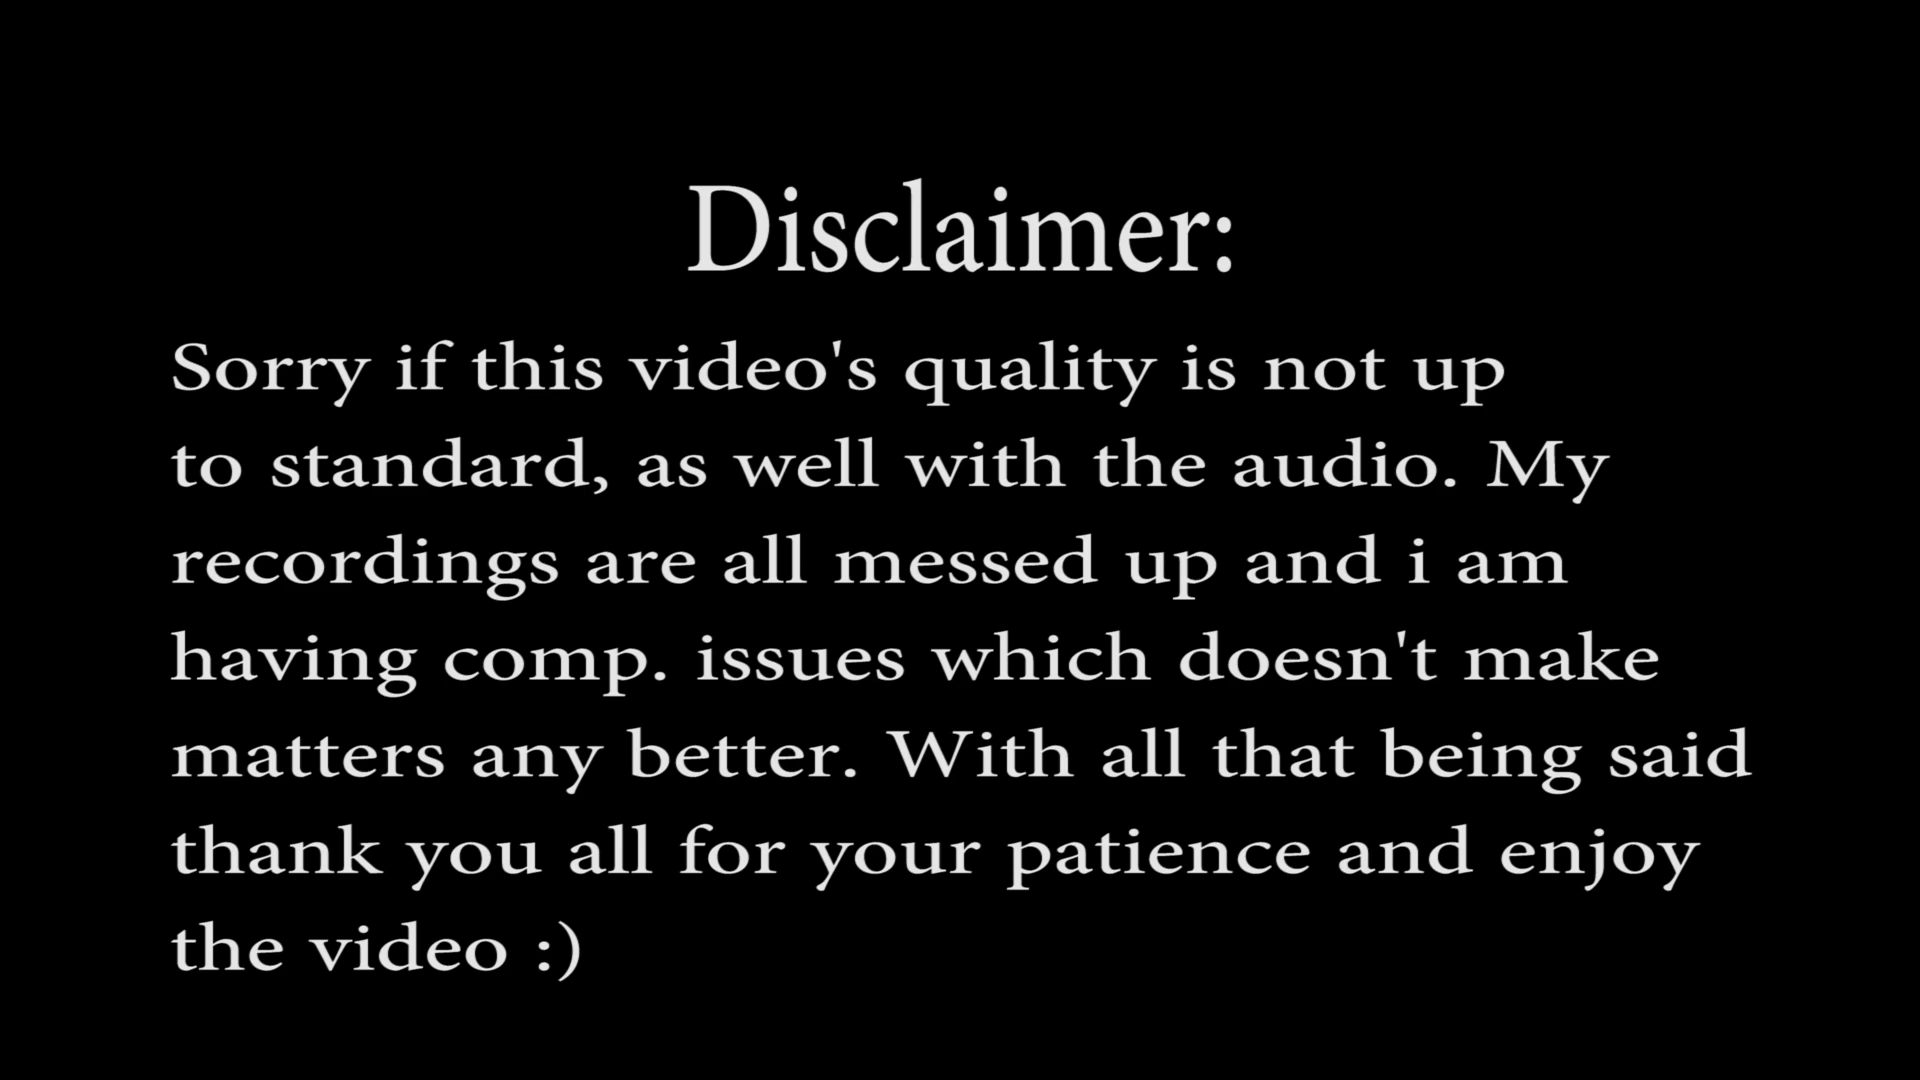 Disclaimer:
Sorry if this video's quality is not up
to standard, as well with the audio. My
recordings are all messed up and i am
having comp. issues which doesn't make
matters any better. With all that being said
thank you all for your patience and enjoy
the video :)